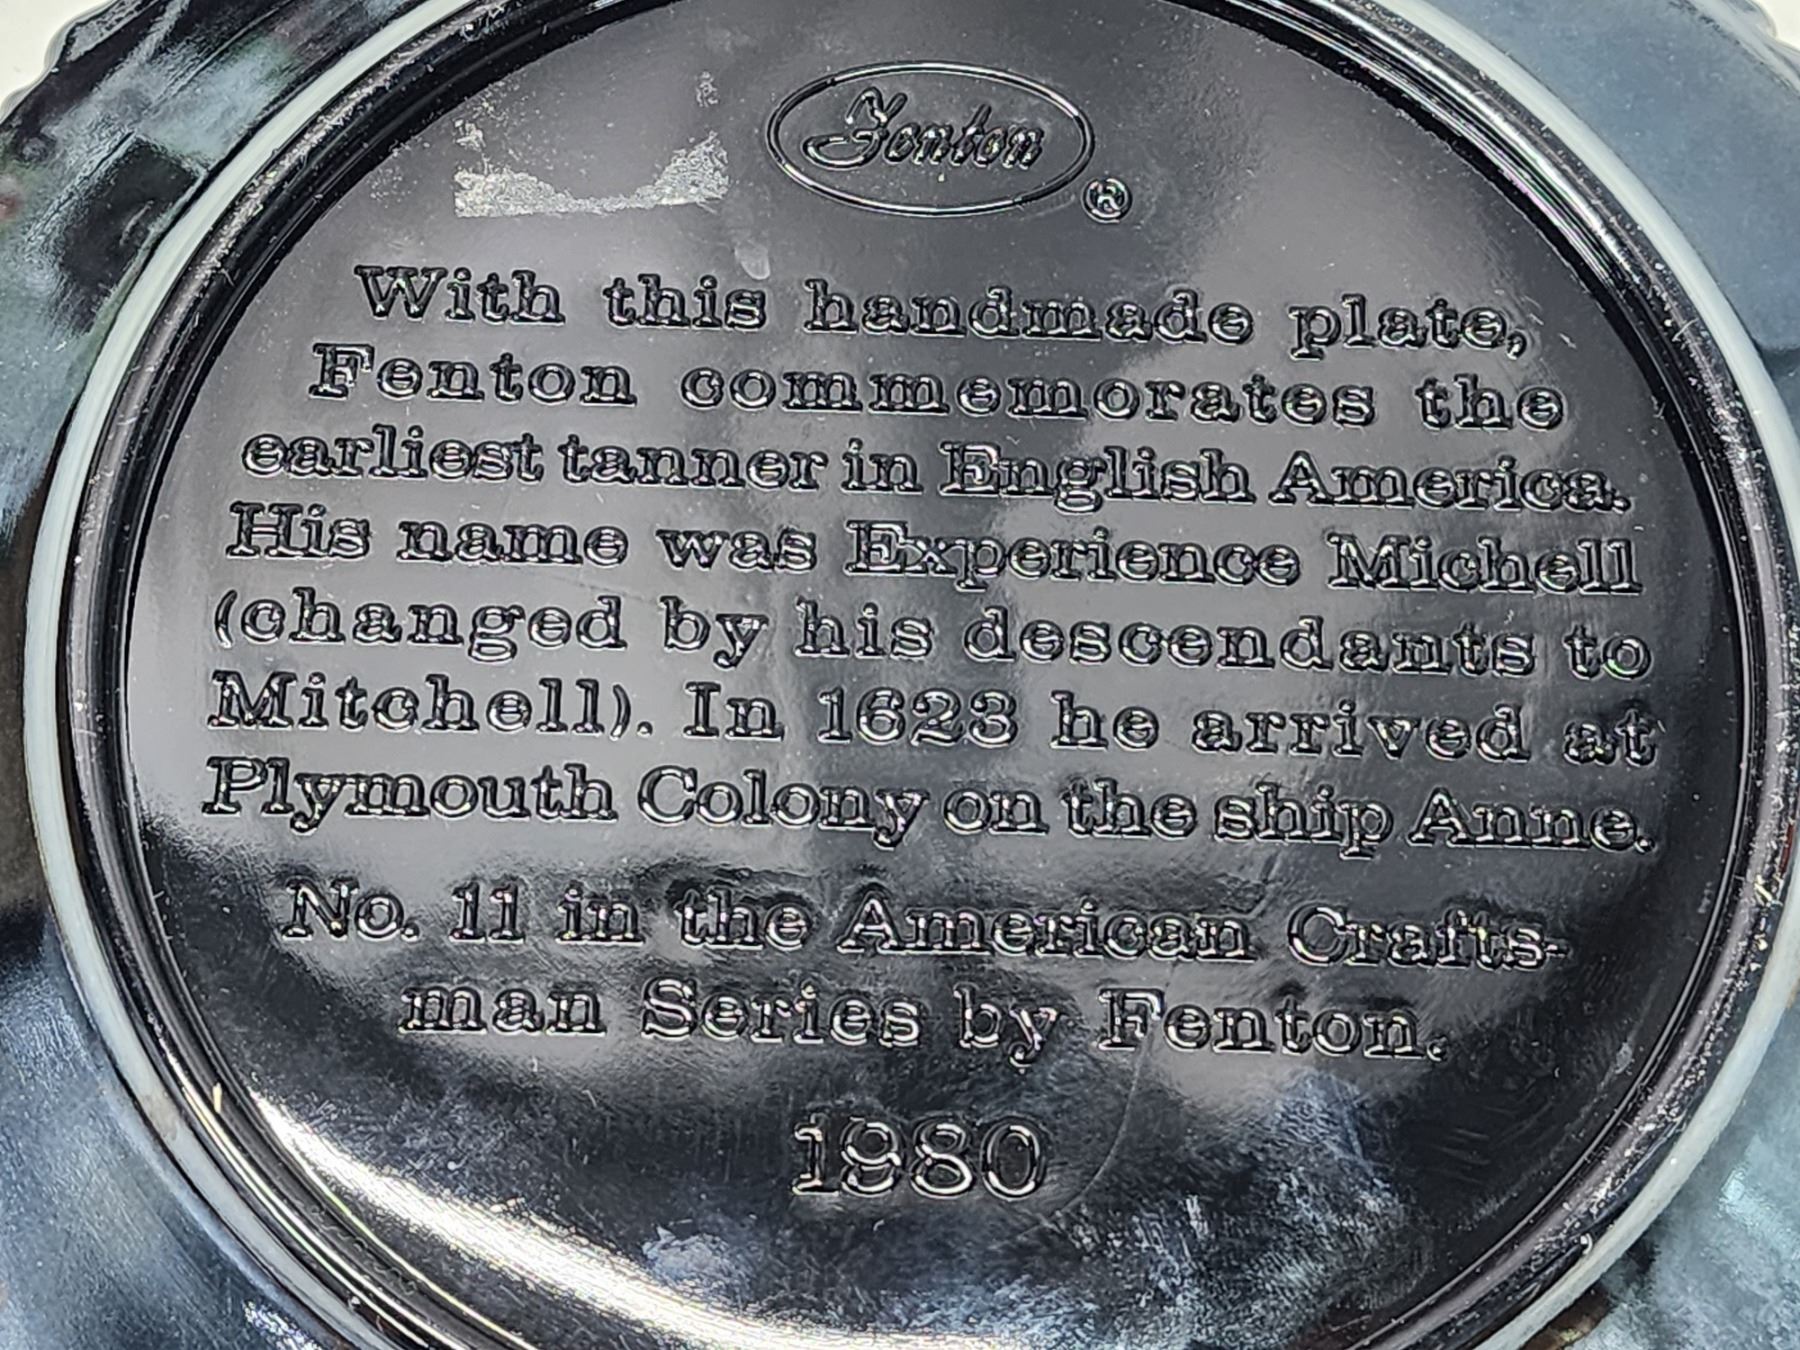 Fenton
®
With this handmade plate,
Fenton commemorates the
earliest tanner in English America.
His name was Experience Michell
(changed by his descendants to
Mitchell). In 1623 he arrived at
Plymouth Colony on the ship Anne.
No. 11 in the American Crafts-
man Series by Fenton.
1980